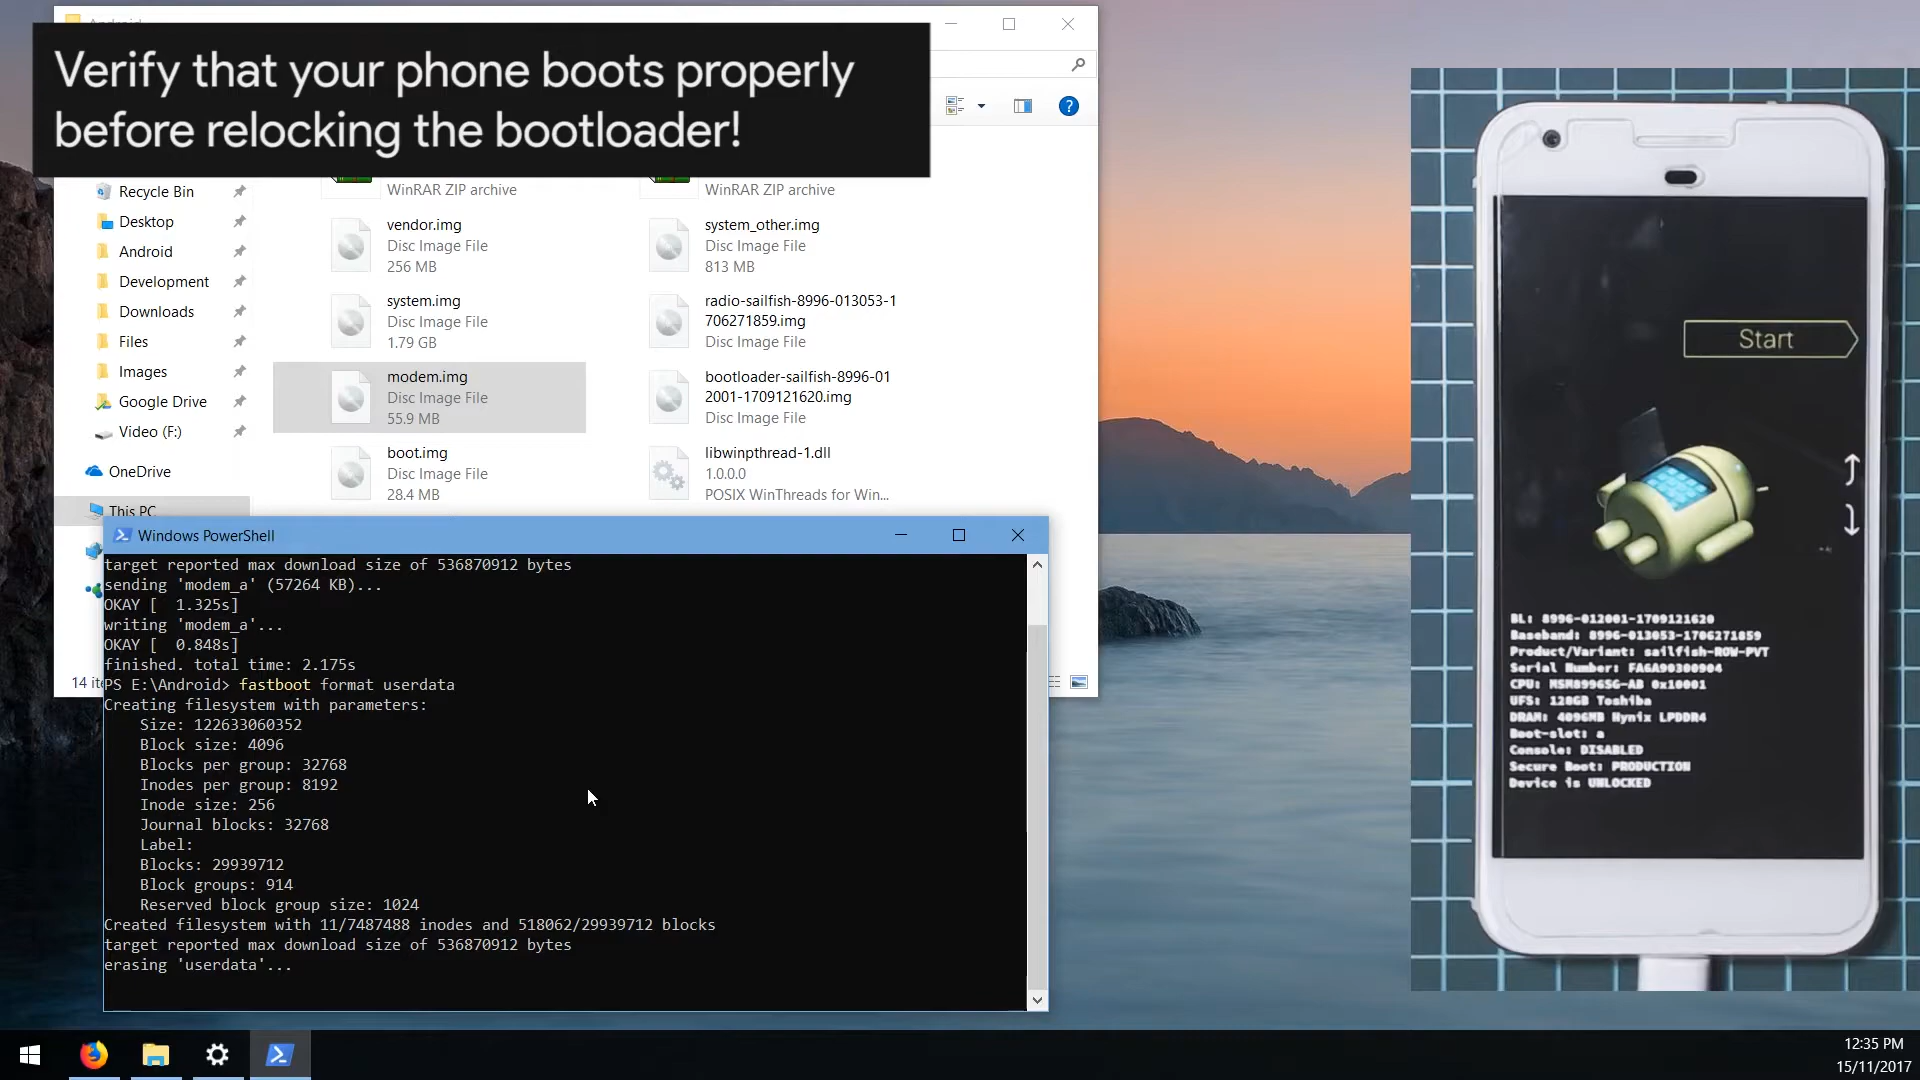 Android
Verify that your phone boots properly
before relocking the bootloader!
Recycle Bin
Desktop
Android
Development
Downloads
Files
Images
Google Drive
Video (F:)
OneDrive
This PC
14 ite
WinRAR ZIP archive
WinRAR ZIP archive
vendor.img
Disc Image File
256 MB
system_other.img
Disc Image File
813 MB
system.img
Disc Image File
1.79 GB
radio-sailfish-8996-013053-1
706271859.img
Disc Image File
modem.img
Disc Image File
55.9 MB
bootloader-sailfish-8996-01
2001-1709121620.img
Disc Image File
boot.img
Disc Image File
28.4 MB
libwinpthread-1.dll
1.0.0.0
POSIX WinThreads for Win...
Windows PowerShell
target reported max download size of 536870912 bytes
sending 'modem_a' (57264 KB)...
OKAY [  1.325s]
writing 'modem_a'...
OKAY [  0.848s]
finished. total time: 2.175s
PS E:\Android> fastboot format userdata
Creating filesystem with parameters:
Size: 122633060352
Block size: 4096
Blocks per group: 32768
Inodes per group: 8192
Inode size: 256
Journal blocks: 32768
Label:
Blocks: 29939712
Block groups: 914
Reserved block group size: 1024
Created filesystem with 11/7487488 inodes and 518062/29939712 blocks
target reported max download size of 536870912 bytes
erasing 'userdata'...
Start
BL: 8996-012001-1709121620
Baseband: 8996-013053-1706271859
Product/Variant: sailfish-ROW-PVT
Serial Number: FA6A90300904
CPU: MSM8996SG-AB 0x10001
UFS: 128GB Toshiba
DRAM: 4096MB Hynix LPDDR4
Boot-slot: a
Console: DISABLED
Secure Boot: PRODUCTION
Device is UNLOCKED
12:35 PM
15/11/2017